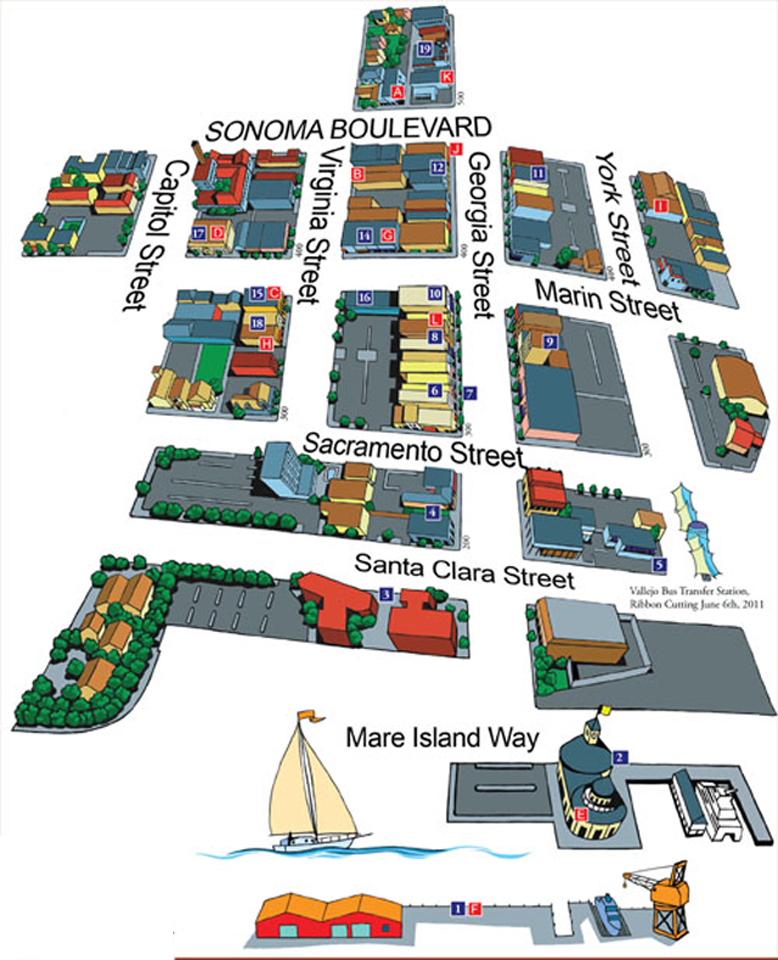 19
K
A
500
SONOMA BOULEVARD
Capitol Street
Virginia Street
Georgia Street
York Street
J
B
12
11
I
17
D
14
G
400
400
400
Marin Street
15
C
16
10
18
L
H
8
9
6
7
300
300
300
Sacramento Street
4
200
5
Santa Clara Street
Vallejo Bus Transfer Station,
Ribbon Cutting June 6th, 2011
3
Mare Island Way
2
E
1
F